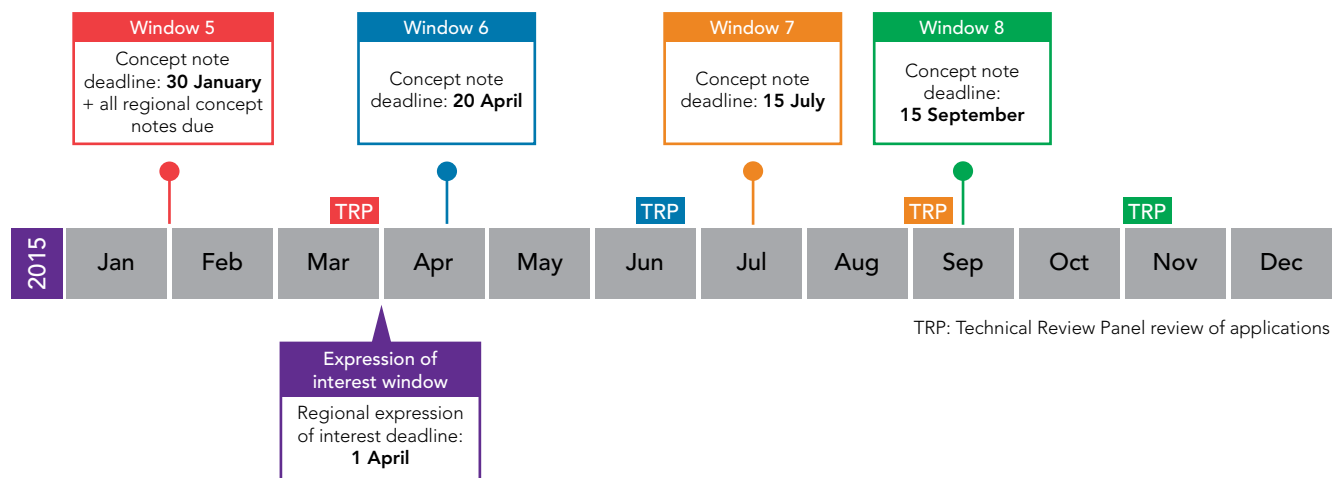 Window 5
Concept note
deadline: 30 January
+ all regional concept
notes due
Window 6
Concept note
deadline: 20 April
Window 7
Concept note
deadline: 15 July
Window 8
Concept note
deadline:
15 September
TRP
TRP
TRP
TRP
2015
Jan
Feb
Mar
Apr
May
Jun
Jul
Aug
Sep
Oct
Nov
Dec
TRP: Technical Review Panel review of applications
Expression of
interest window
Regional expression
of interest deadline:
1 April